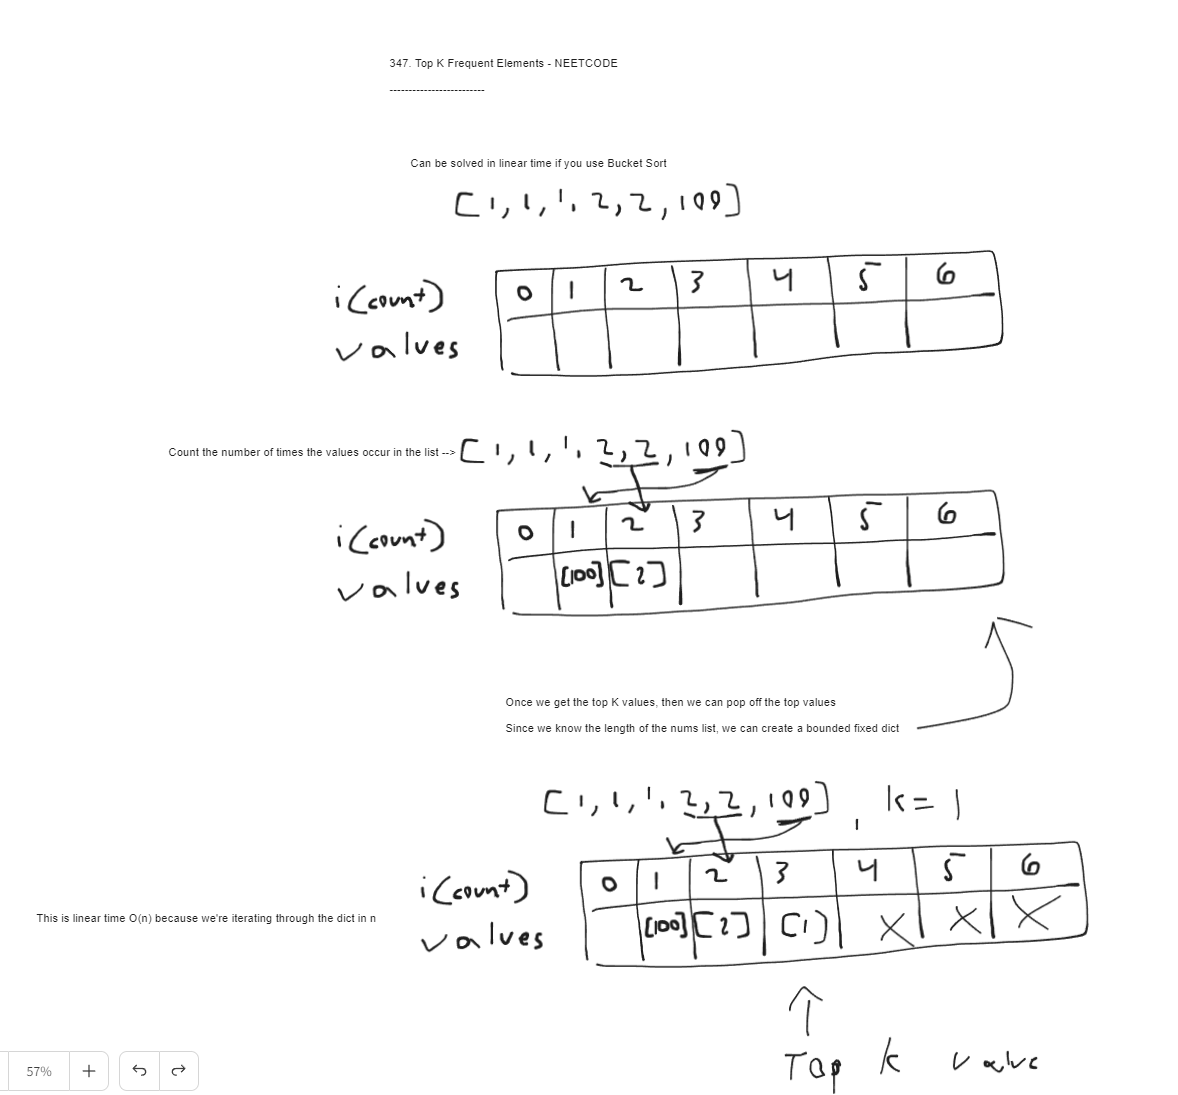 347. Top K Frequent Elements - NEETCODE
-------------------------
Can be solved in linear time if you use Bucket Sort
[1, 1, 1, 2, 2, 100]
i(count) 0 1 2 3 4 5 6
values
Count the number of times the values occur in the list --> [1, 1, 1, 2, 2, 100]
i(count) 0 1 2 3 4 5 6
values [100] [2]
Once we get the top K values, then we can pop off the top values
Since we know the length of the nums list, we can create a bounded fixed dict
[1, 1, 1, 2, 2, 100], k = 1
i(count) 0 1 2 3 4 5 6
This is linear time O(n) because we're iterating through the dict in n
values [100] [2] [1] X X X
Top k value
57% +